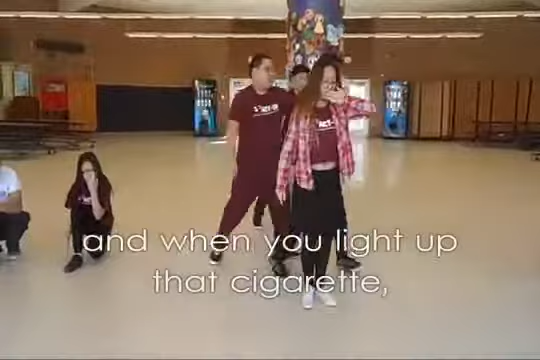 and when you light up
that cigarette,